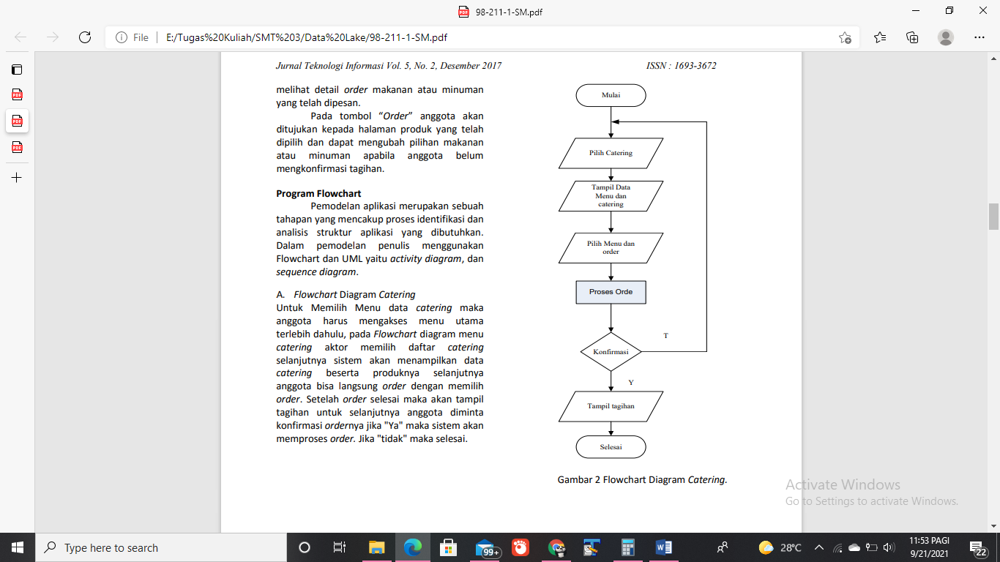 98-211-1-SM.pdf
File
E:/Tugas%20Kuliah/SMT%203/Data%20Lake/98-211-1-SM.pdf
Jurnal Teknologi Informasi Vol. 5, No. 2, Desember 2017
ISSN : 1693-3672
melihat detail order makanan atau minuman
yang telah dipesan.
Pada tombol “Order” anggota akan
ditujukan kepada halaman produk yang telah
dipilih dan dapat mengubah pilihan makanan
atau minuman apabila anggota belum
mengkonfirmasi tagihan.
Program Flowchart
Pemodelan aplikasi merupakan sebuah
tahapan yang mencakup proses identifikasi dan
analisis struktur aplikasi yang dibutuhkan.
Dalam pemodelan penulis menggunakan
Flowchart dan UML yaitu activity diagram, dan
sequence diagram.
A. Flowchart Diagram Catering
Untuk Memilih Menu data catering maka
anggota harus mengakses menu utama
terlebih dahulu, pada Flowchart diagram menu
catering aktor memilih daftar catering
selanjutnya sistem akan menampilkan data
catering beserta produknya selanjutnya
anggota bisa langsung order dengan memilih
order. Setelah order selesai maka akan tampil
tagihan untuk selanjutnya anggota diminta
konfirmasi ordernya jika "Ya" maka sistem akan
memproses order. Jika "tidak" maka selesai.
Mulai
Pilih Catering
Tampil Data
Menu dan
catering
Pilih Menu dan
order
Proses Orde
Konfirmasi
T
Y
Tampil tagihan
Selesai
Gambar 2 Flowchart Diagram Catering.
Activate Windows
Go to Settings to activate Windows.
Type here to search
99+
28°C
11:53 PAGI
9/21/2021
22